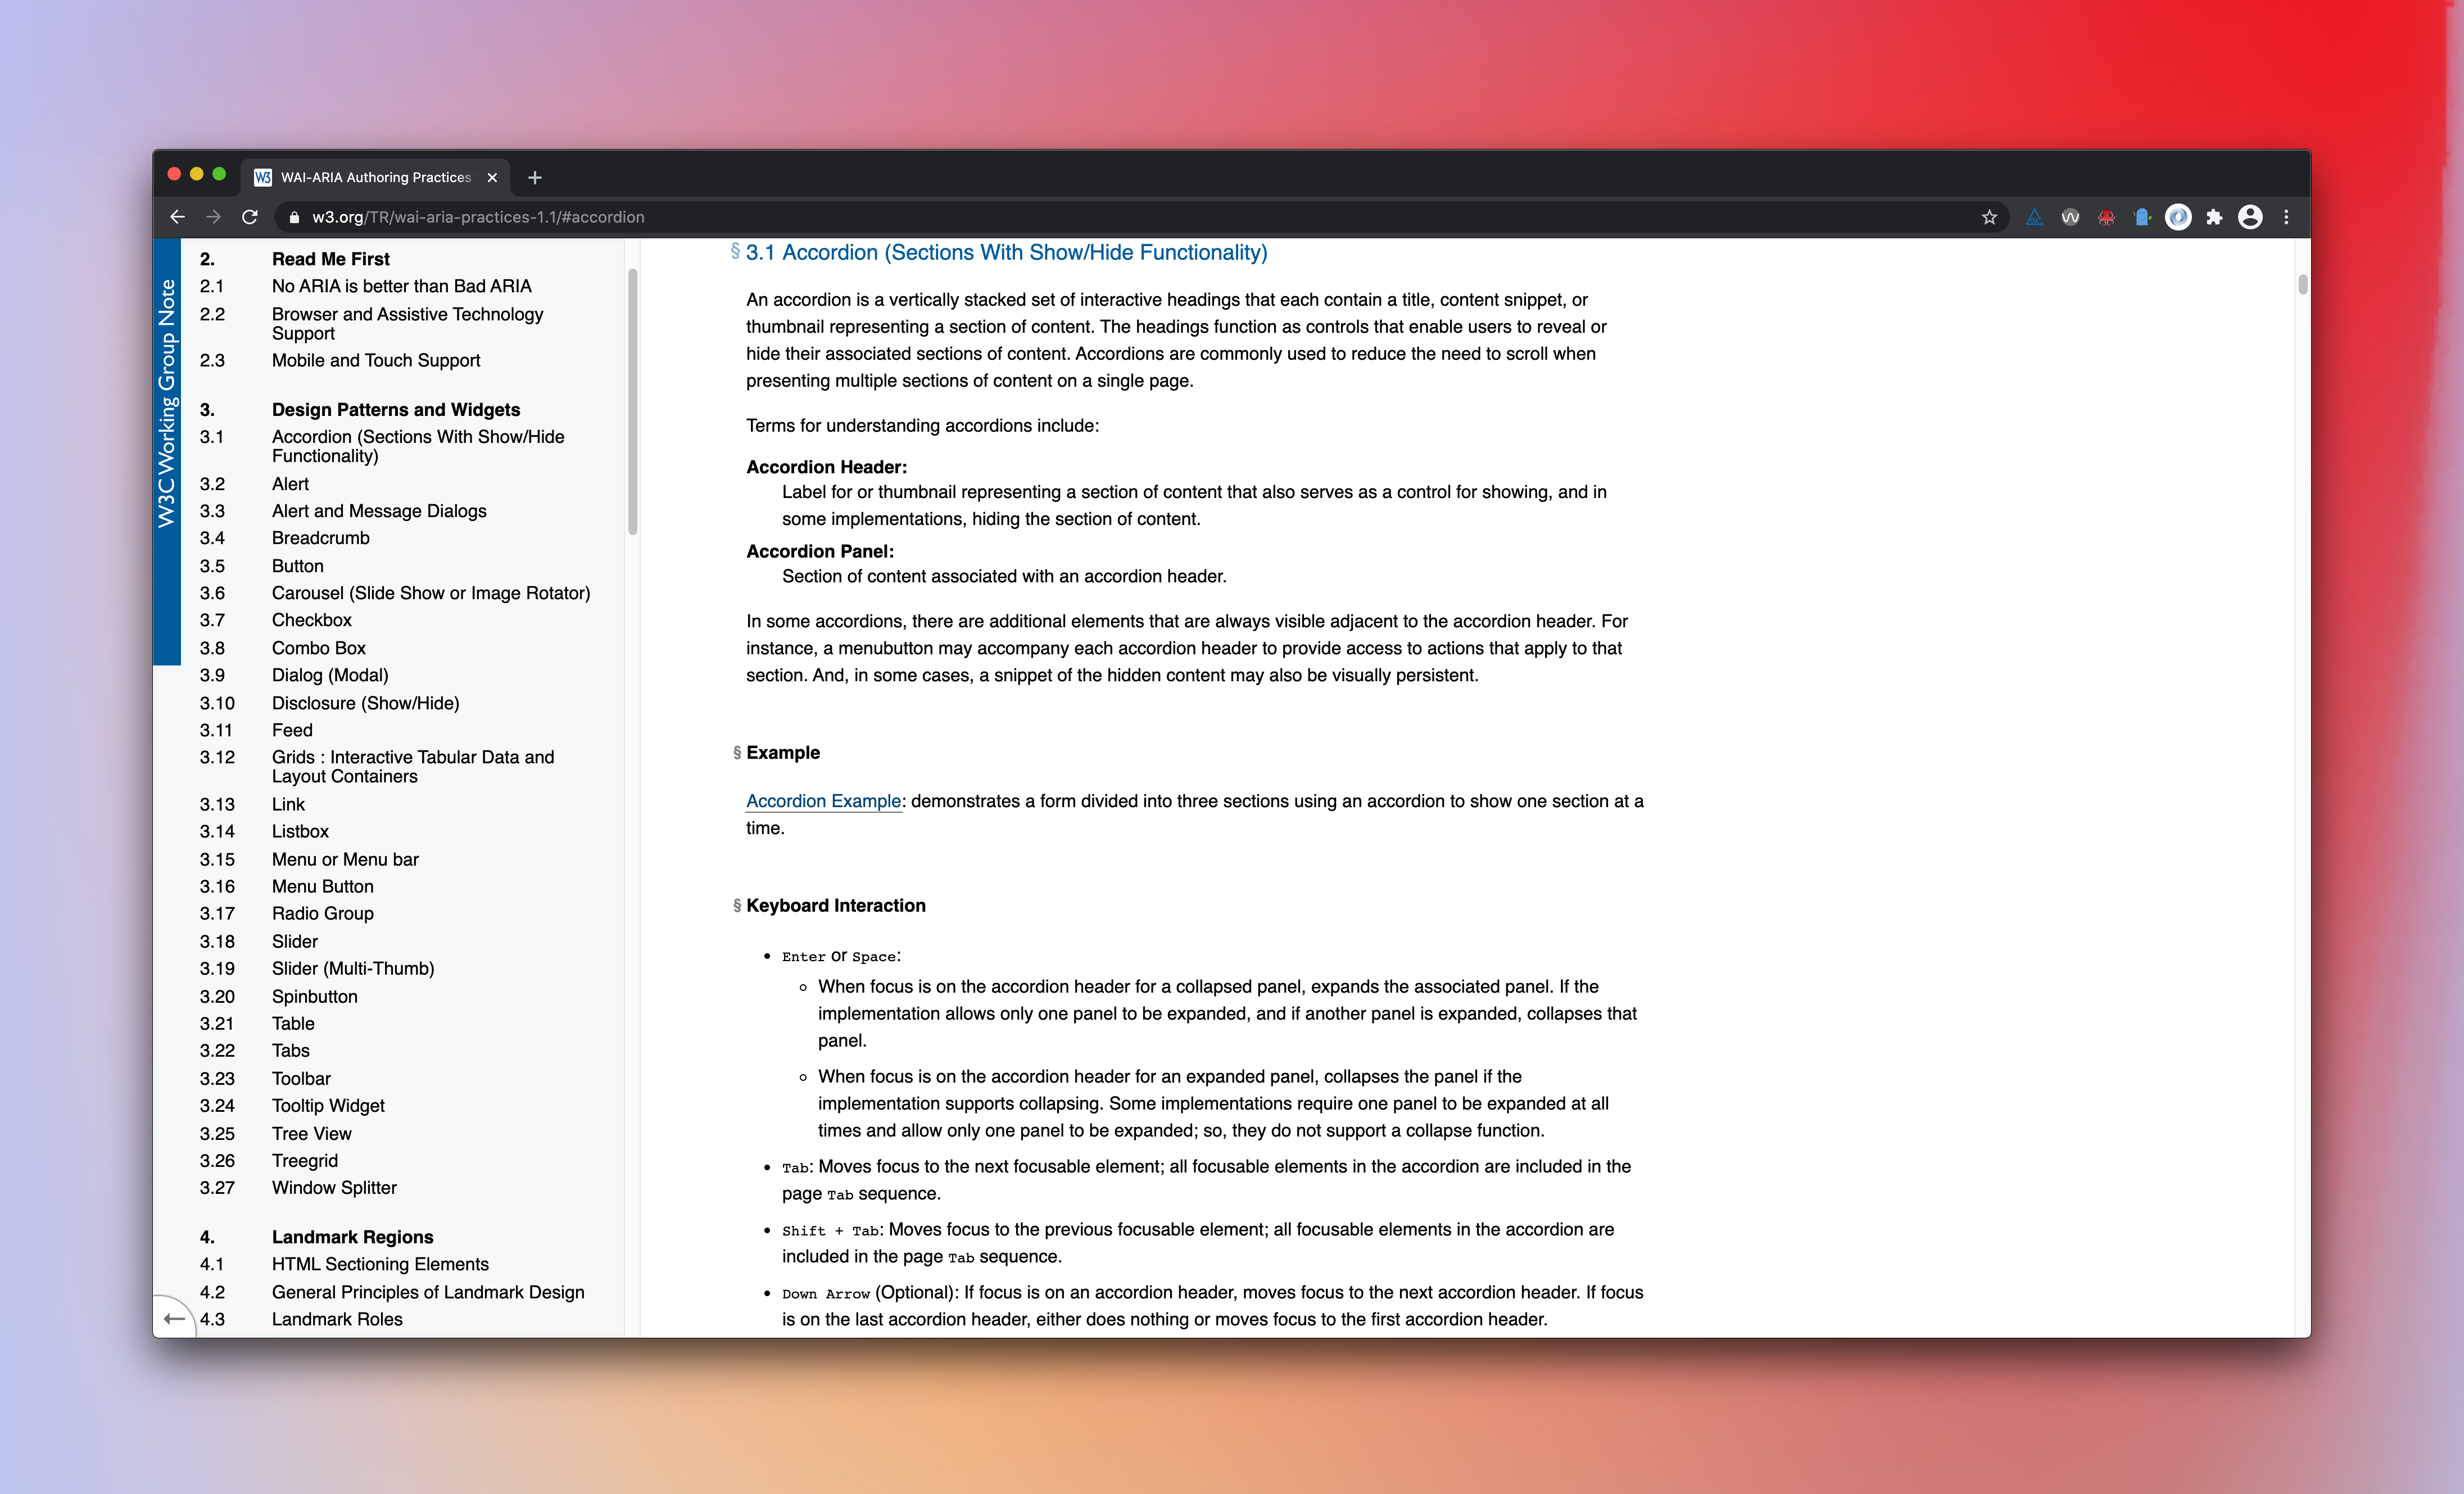 WAI-ARIA Authoring Practices
w3.org/TR/wai-aria-practices-1.1/#accordion
W3C Working Group Note
2. Read Me First
2.1 No ARIA is better than Bad ARIA
2.2 Browser and Assistive Technology
Support
2.3 Mobile and Touch Support
3. Design Patterns and Widgets
3.1 Accordion (Sections With Show/Hide
Functionality)
3.2 Alert
3.3 Alert and Message Dialogs
3.4 Breadcrumb
3.5 Button
3.6 Carousel (Slide Show or Image Rotator)
3.7 Checkbox
3.8 Combo Box
3.9 Dialog (Modal)
3.10 Disclosure (Show/Hide)
3.11 Feed
3.12 Grids : Interactive Tabular Data and
Layout Containers
3.13 Link
3.14 Listbox
3.15 Menu or Menu bar
3.16 Menu Button
3.17 Radio Group
3.18 Slider
3.19 Slider (Multi-Thumb)
3.20 Spinbutton
3.21 Table
3.22 Tabs
3.23 Toolbar
3.24 Tooltip Widget
3.25 Tree View
3.26 Treegrid
3.27 Window Splitter
4. Landmark Regions
4.1 HTML Sectioning Elements
4.2 General Principles of Landmark Design
4.3 Landmark Roles
§ 3.1 Accordion (Sections With Show/Hide Functionality)
An accordion is a vertically stacked set of interactive headings that each contain a title, content snippet, or
thumbnail representing a section of content. The headings function as controls that enable users to reveal or
hide their associated sections of content. Accordions are commonly used to reduce the need to scroll when
presenting multiple sections of content on a single page.
Terms for understanding accordions include:
Accordion Header:
Label for or thumbnail representing a section of content that also serves as a control for showing, and in
some implementations, hiding the section of content.
Accordion Panel:
Section of content associated with an accordion header.
In some accordions, there are additional elements that are always visible adjacent to the accordion header. For
instance, a menubutton may accompany each accordion header to provide access to actions that apply to that
section. And, in some cases, a snippet of the hidden content may also be visually persistent.
§ Example
Accordion Example: demonstrates a form divided into three sections using an accordion to show one section at a
time.
§ Keyboard Interaction
• Enter or Space:
◦ When focus is on the accordion header for a collapsed panel, expands the associated panel. If the
implementation allows only one panel to be expanded, and if another panel is expanded, collapses that
panel.
◦ When focus is on the accordion header for an expanded panel, collapses the panel if the
implementation supports collapsing. Some implementations require one panel to be expanded at all
times and allow only one panel to be expanded; so, they do not support a collapse function.
• Tab: Moves focus to the next focusable element; all focusable elements in the accordion are included in the
page Tab sequence.
• Shift + Tab: Moves focus to the previous focusable element; all focusable elements in the accordion are
included in the page Tab sequence.
• Down Arrow (Optional): If focus is on an accordion header, moves focus to the next accordion header. If focus
is on the last accordion header, either does nothing or moves focus to the first accordion header.